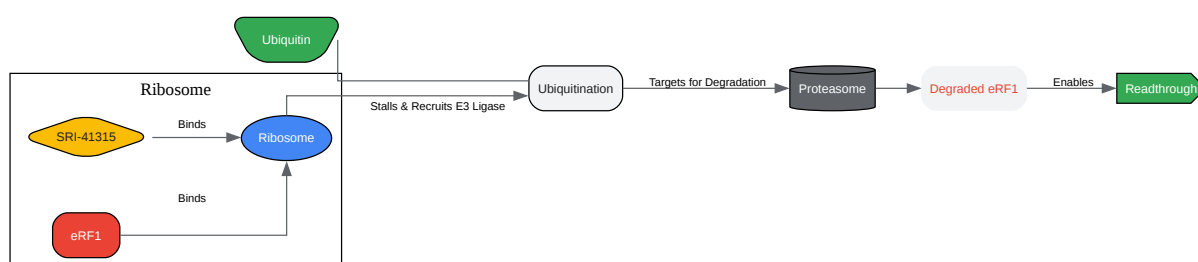 Ubiquitin
Ribosome
SRI-41315
Binds
Ribosome
Stalls & Recruits E3 Ligase
Ubiquitination
Targets for Degradation
Proteasome
Degraded eRF1
Enables
Readthrough
Binds
eRF1